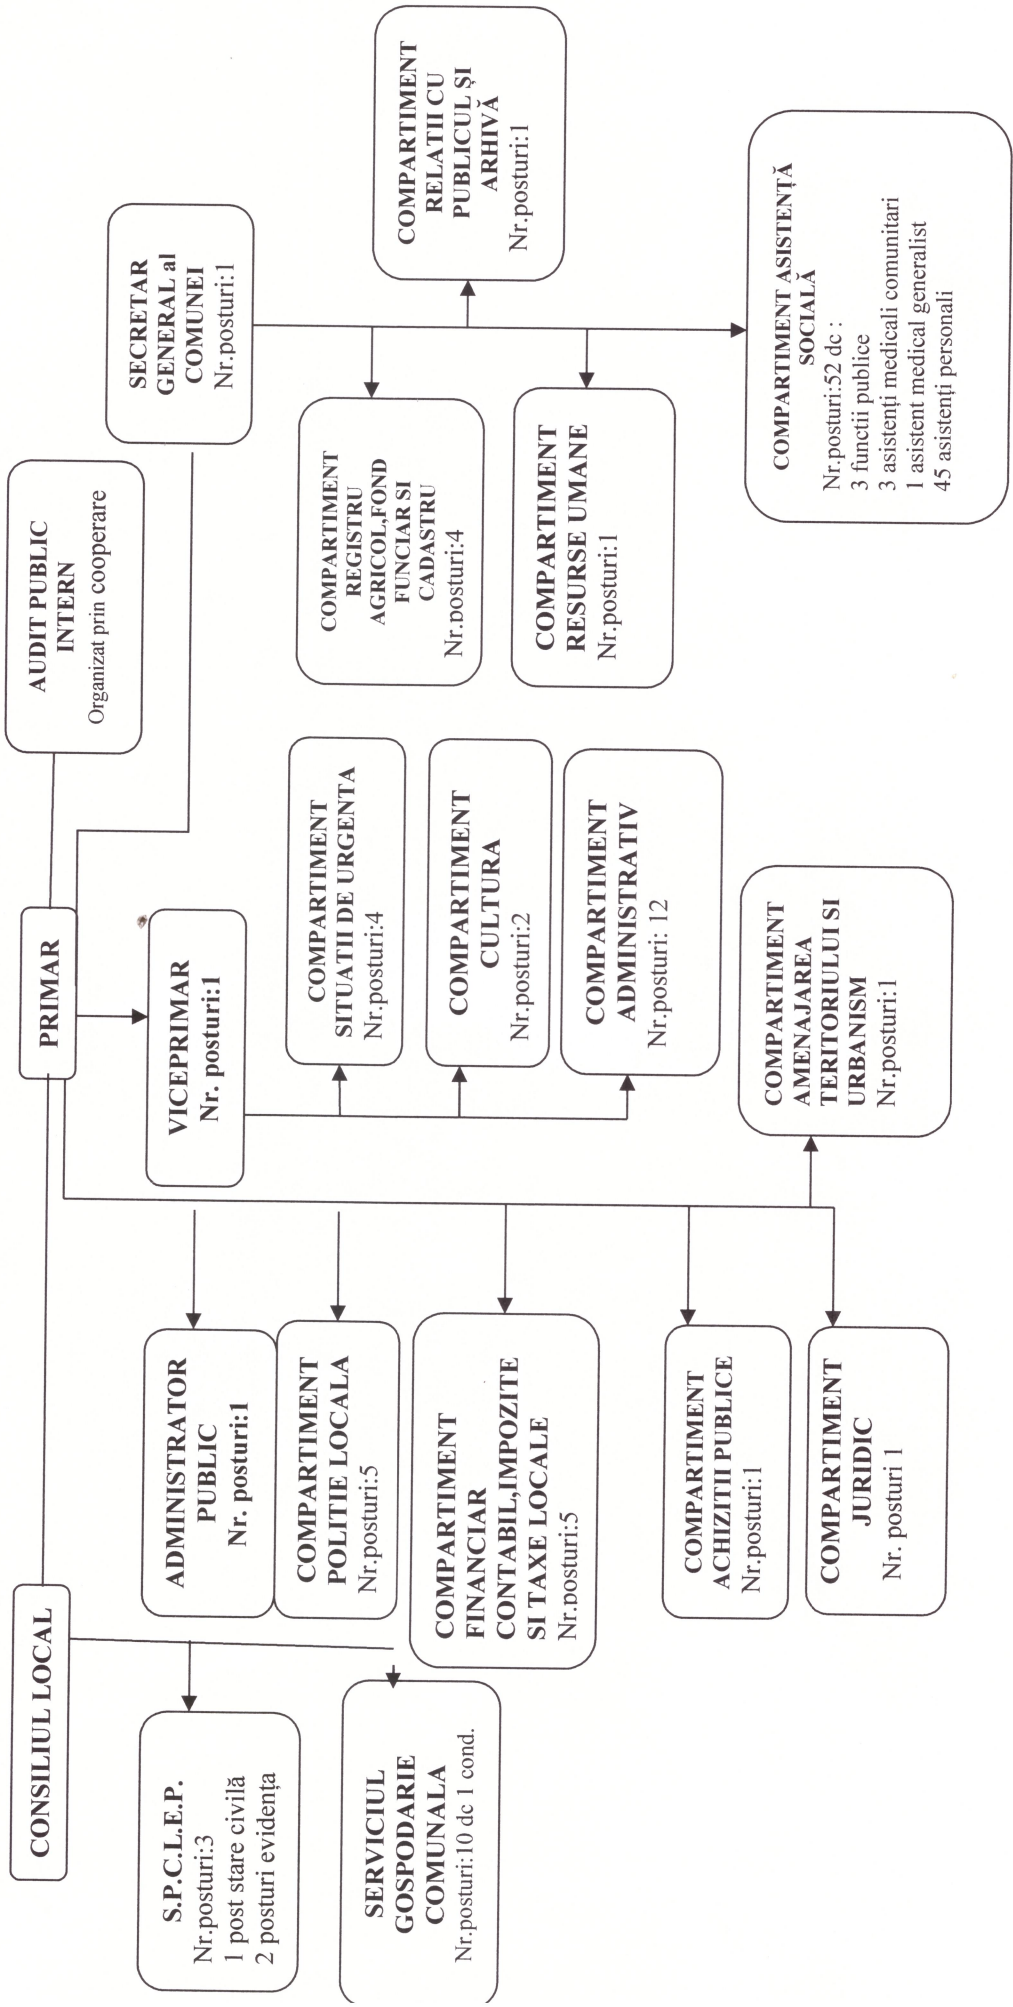 CONSILIUL LOCAL
PRIMAR
AUDIT PUBLIC
INTERN
Organizat prin cooperare
S.P.C.L.E.P.
Nr.posturi:3
1 post stare civilă
2 posturi evidența
SERVICIUL
GOSPODARIE
COMUNALA
Nr.posturi:10 dc 1 cond.
ADMINISTRATOR
PUBLIC
Nr. posturi:1
COMPARTIMENT
POLITIE LOCALA
Nr.posturi:5
COMPARTIMENT
FINANCIAR
CONTABIL,IMPOZITE
SI TAXE LOCALE
Nr.posturi:5
COMPARTIMENT
ACHIZITII PUBLICE
Nr.posturi:1
COMPARTIMENT
JURIDIC
Nr. posturi 1
VICEPRIMAR
Nr. posturi:1
COMPARTIMENT
SITUATII DE URGENTA
Nr.posturi:4
COMPARTIMENT
CULTURA
Nr.posturi:2
COMPARTIMENT
ADMINISTRATIV
Nr.posturi: 12
COMPARTIMENT
AMENAJAREA
TERITORIULUI SI
URBANISM
Nr.posturi:1
SECRETAR
GENERAL al
COMUNEI
Nr.posturi:1
COMPARTIMENT
REGISTRU
AGRICOL,FOND
FUNCIAR SI
CADASTRU
Nr.posturi:4
COMPARTIMENT
RESURSE UMANE
Nr.posturi:1
COMPARTIMENT
RELATII CU
PUBLICUL ȘI
ARHIVĂ
Nr.posturi:1
COMPARTIMENT ASISTENȚĂ
SOCIALĂ
Nr.posturi:52 dc :
3 functii publice
3 asistenți medicali comunitari
1 asistent medical generalist
45 asistenți personali